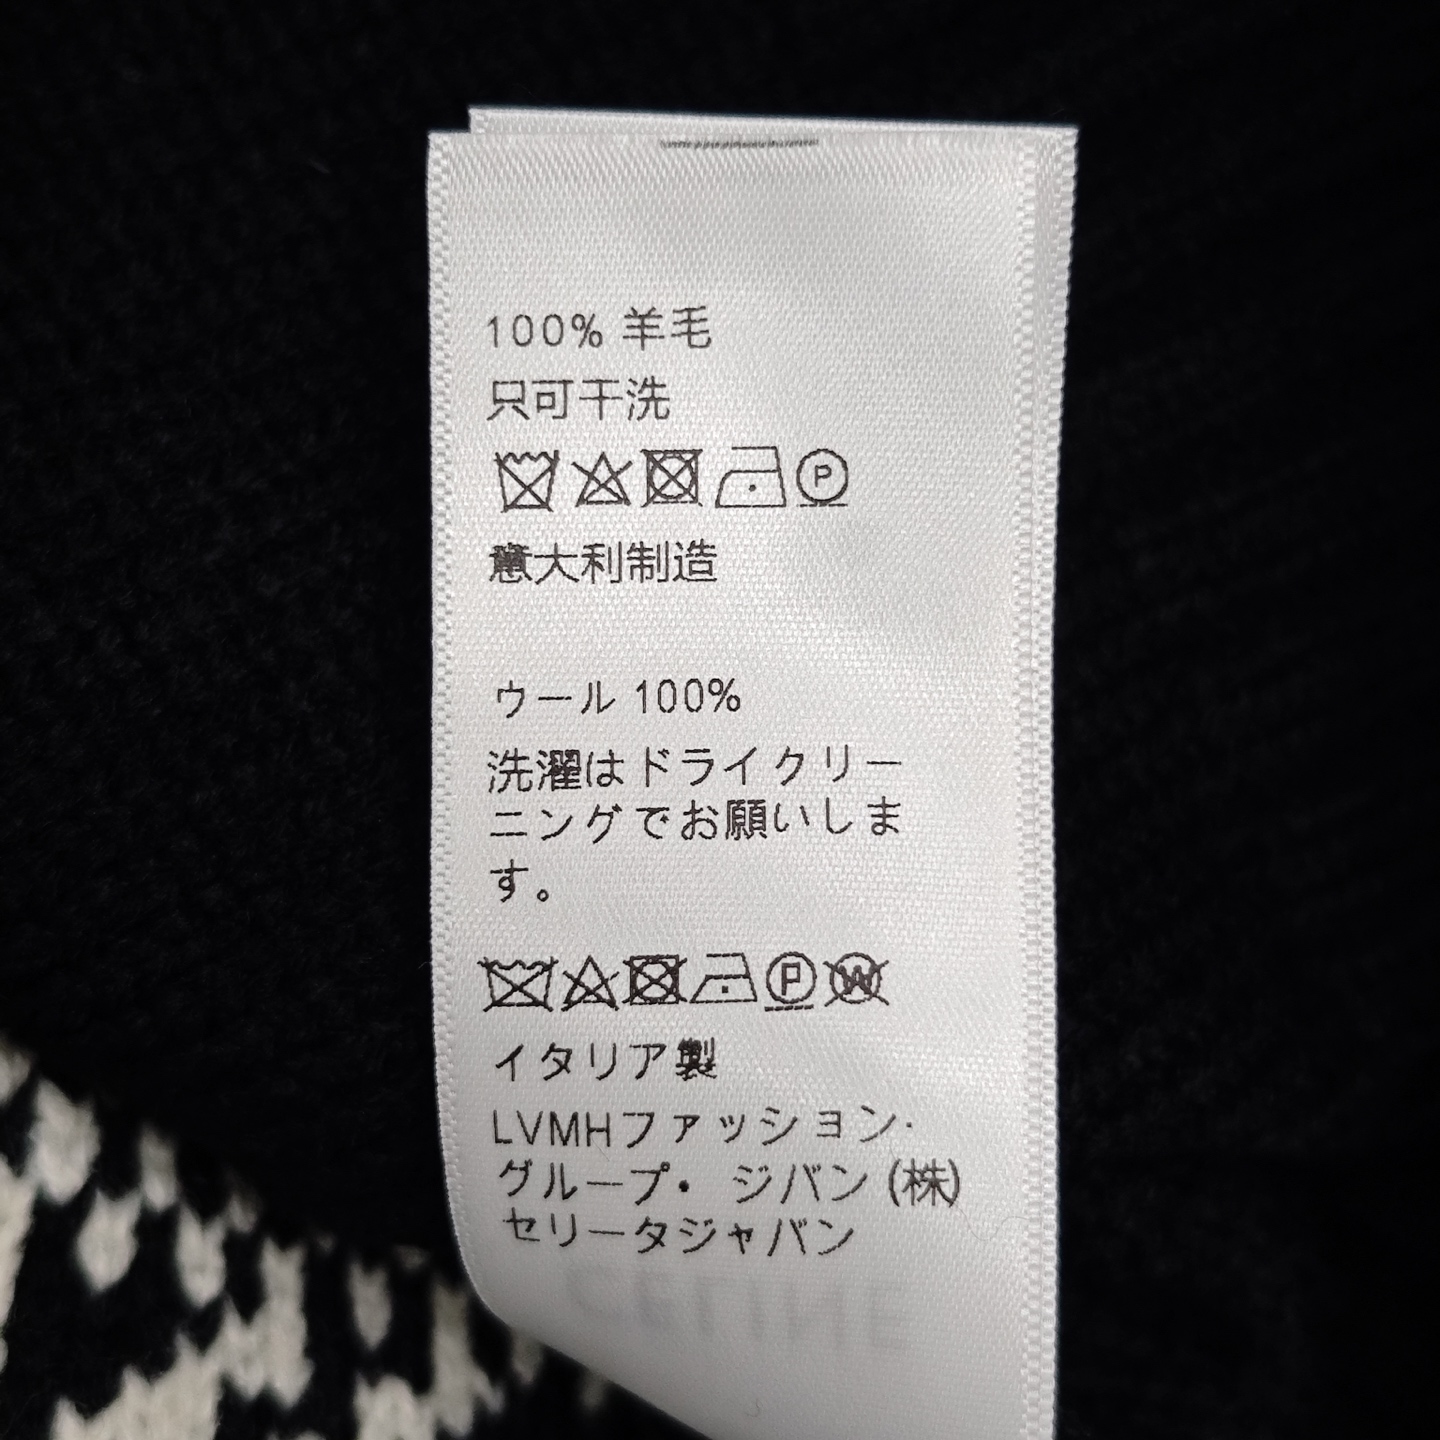 100% 羊毛
只可干洗
P
意大利制造
ウール 100%
洗濯はドライクリー
ニングでお願いしま
す。
P W
イタリア製
LVMHファッション・
グループ・ ジバン (株)
セリータジャバン
CELINE